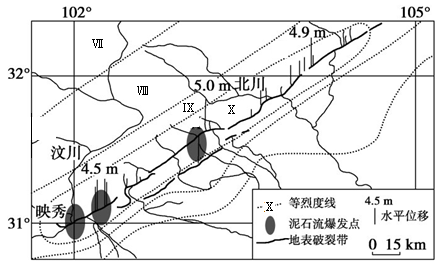 102°
105°
4.9 m
Ⅶ
32°
32°
5.0 m 北川
Ⅷ
Ⅸ
Ⅹ
汶川
4.5 m
映秀
31°
31°
Ⅹ 等烈度线
4.5 m
泥石流爆发点
水平位移
地表破裂带
0 15 km